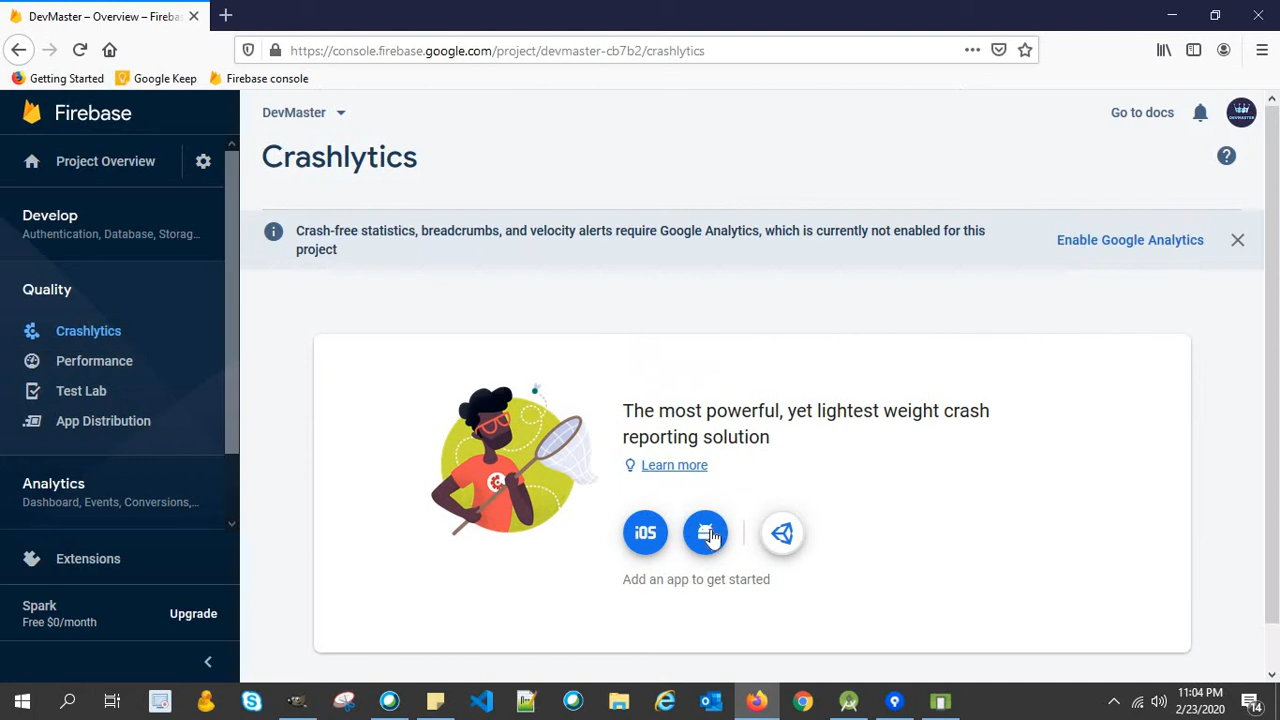 DevMaster – Overview – Fireba
https://console.firebase.google.com/project/devmaster-cb7b2/crashlytics
Getting Started
Google Keep
Firebase console
Firebase
DevMaster
Go to docs
DEVMASTER
Project Overview
Crashlytics
Develop
Authentication, Database, Storag...
Crash-free statistics, breadcrumbs, and velocity alerts require Google Analytics, which is currently not enabled for this
project
Enable Google Analytics
Quality
Crashlytics
Performance
Test Lab
App Distribution
The most powerful, yet lightest weight crash
reporting solution
Learn more
Analytics
Dashboard, Events, Conversions,...
iOS
Extensions
Add an app to get started
Spark
Free $0/month
Upgrade
11:04 PM
2/23/2020
14